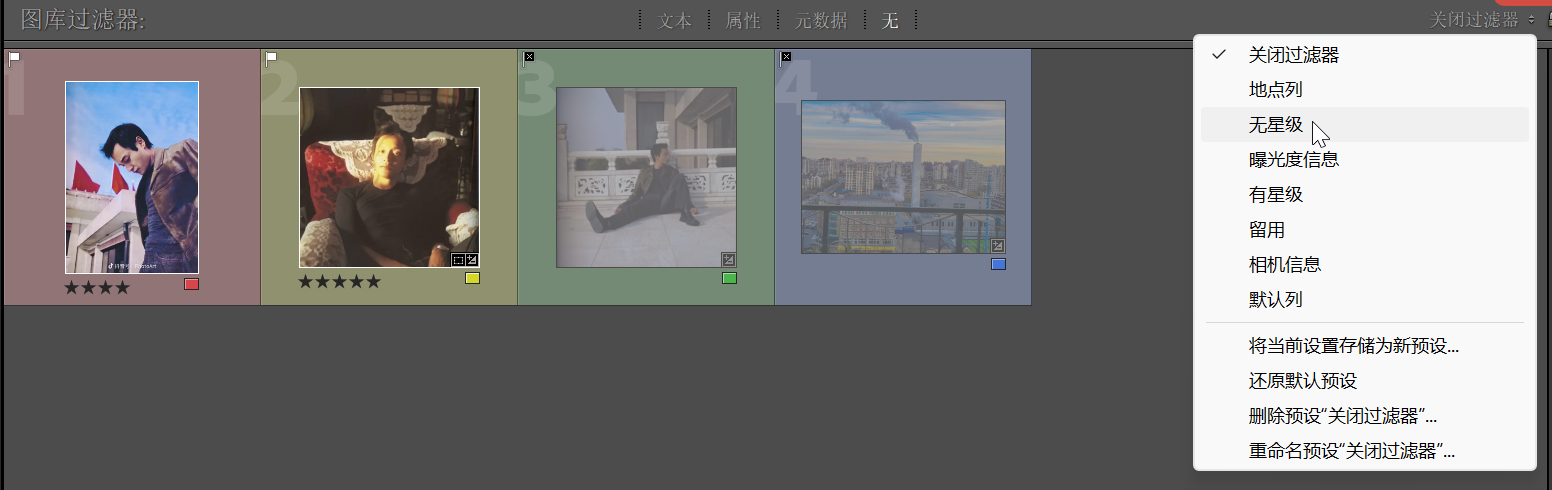 图库过滤器:
文本 属性 元数据 无
关闭过滤器
关闭过滤器
地点列
无星级
曝光度信息
有星级
留用
相机信息
默认列
将当前设置存储为新预设...
还原默认预设
删除预设“关闭过滤器”...
重命名预设“关闭过滤器”...
1
2
3
4